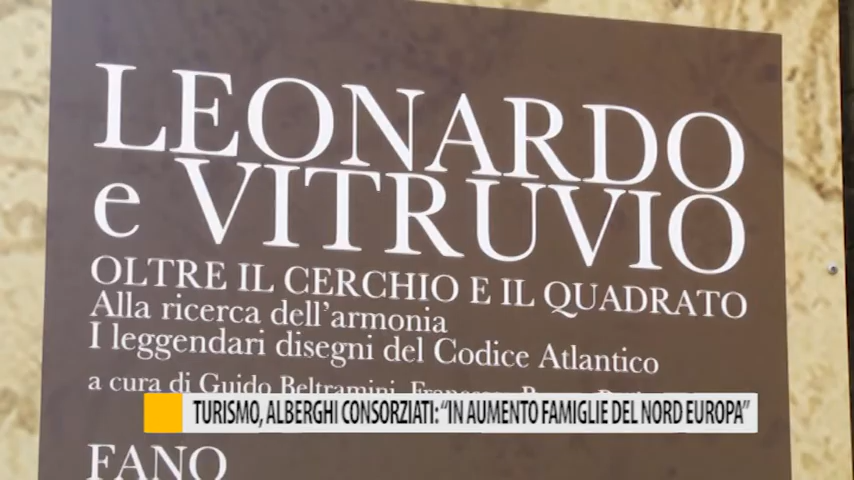 LEONARDO
e VITRUVIO
OLTRE IL CERCHIO E IL QUADRATO
Alla ricerca dell'armonia
I leggendari disegni del Codice Atlantico
a cura di Guido Beltramini, Francesca
TURISMO, ALBERGHI CONSORZIATI: “IN AUMENTO FAMIGLIE DEL NORD EUROPA”
FANO